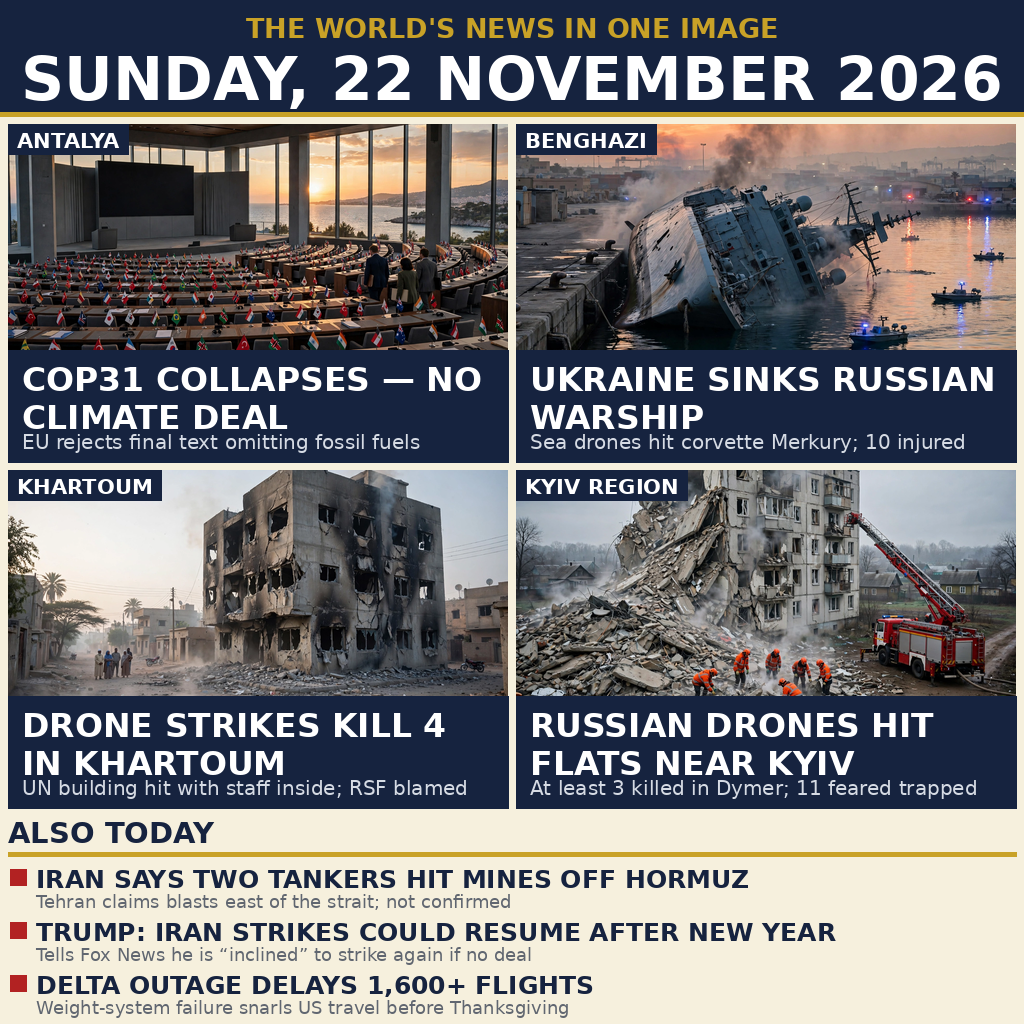 THE WORLD'S NEWS IN ONE IMAGE
SUNDAY, 22 NOVEMBER 2026
ANTALYA
COP31 COLLAPSES — NO
CLIMATE DEAL
EU rejects final text omitting fossil fuels
BENGHAZI
UKRAINE SINKS RUSSIAN
WARSHIP
Sea drones hit corvette Merkury; 10 injured
KHARTOUM
DRONE STRIKES KILL 4
IN KHARTOUM
UN building hit with staff inside; RSF blamed
KYIV REGION
RUSSIAN DRONES HIT
FLATS NEAR KYIV
At least 3 killed in Dymer; 11 feared trapped
ALSO TODAY
IRAN SAYS TWO TANKERS HIT MINES OFF HORMUZ
Tehran claims blasts east of the strait; not confirmed
TRUMP: IRAN STRIKES COULD RESUME AFTER NEW YEAR
Tells Fox News he is “inclined” to strike again if no deal
DELTA OUTAGE DELAYS 1,600+ FLIGHTS
Weight-system failure snarls US travel before Thanksgiving